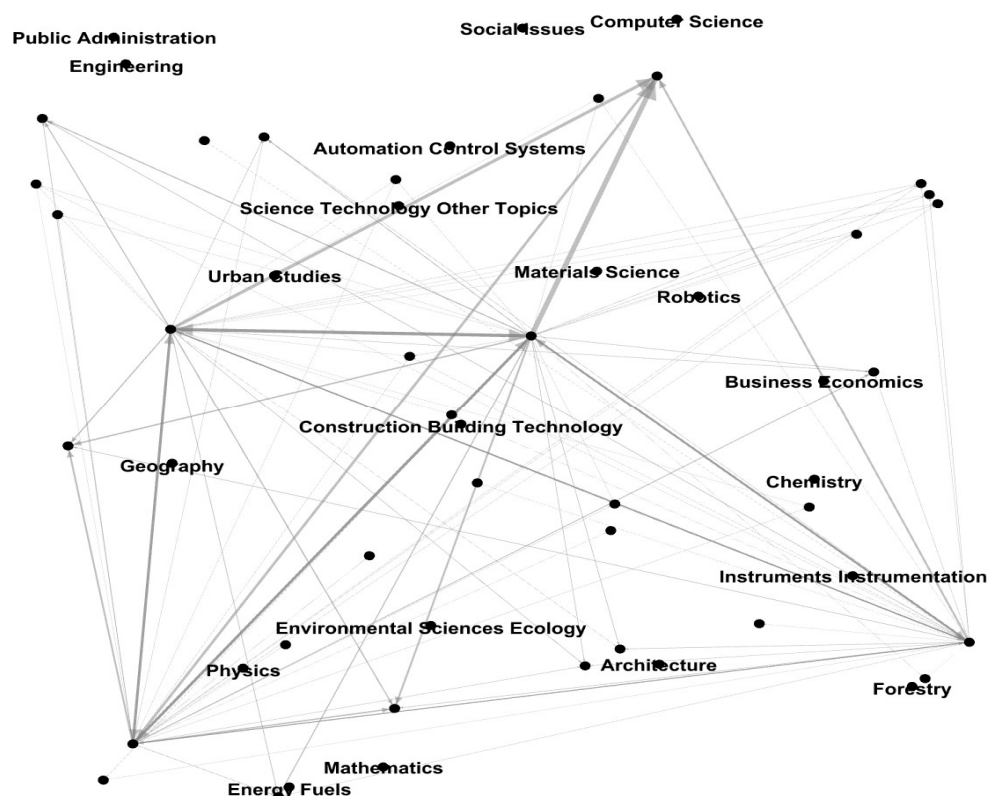 Computer Science
Social Issues
Public Administration
Engineering
Automation Control Systems
Science Technology Other Topics
Materials Science
Urban Studies
Robotics
Business Economics
Construction Building Technology
Geography
Chemistry
Instruments Instrumentation
Environmental Sciences Ecology
Architecture
Physics
Forestry
Mathematics
Energy Fuels